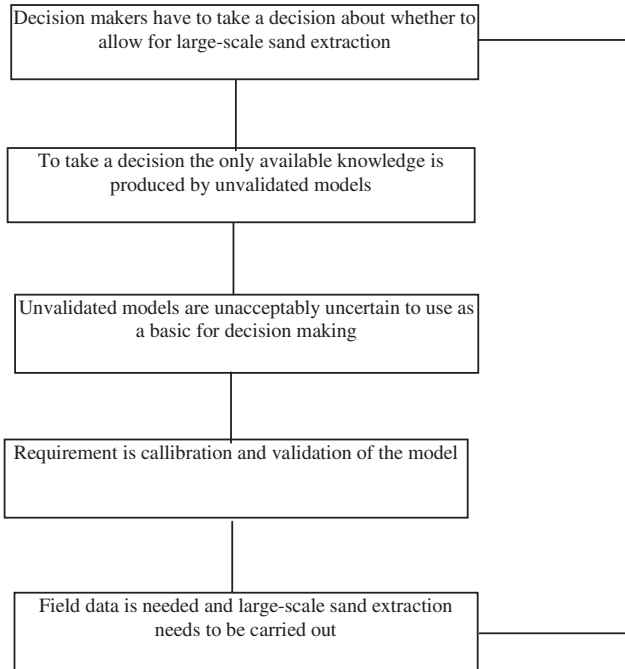 Decision makers have to take a decision about whether to
allow for large-scale sand extraction
To take a decision the only available knowledge is
produced by unvalidated models
Unvalidated models are unacceptably uncertain to use as
a basic for decision making
Requirement is callibration and validation of the model
Field data is needed and large-scale sand extraction
needs to be carried out